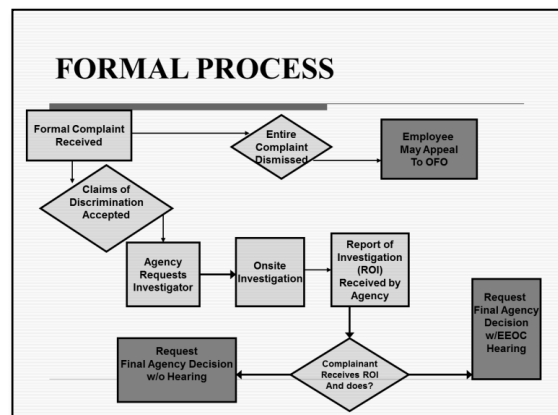 FORMAL PROCESS
Formal Complaint
Received
Entire
Complaint
Dismissed
Employee
May Appeal
To OFO
Claims of
Discrimination
Accepted
Agency
Requests
Investigator
Onsite
Investigation
Report of
Investigation
(ROI)
Received by
Agency
Request
Final Agency
Decision
w/EEOC
Hearing
Request
Final Agency Decision
w/o Hearing
Complainant
Receives ROI
And does?